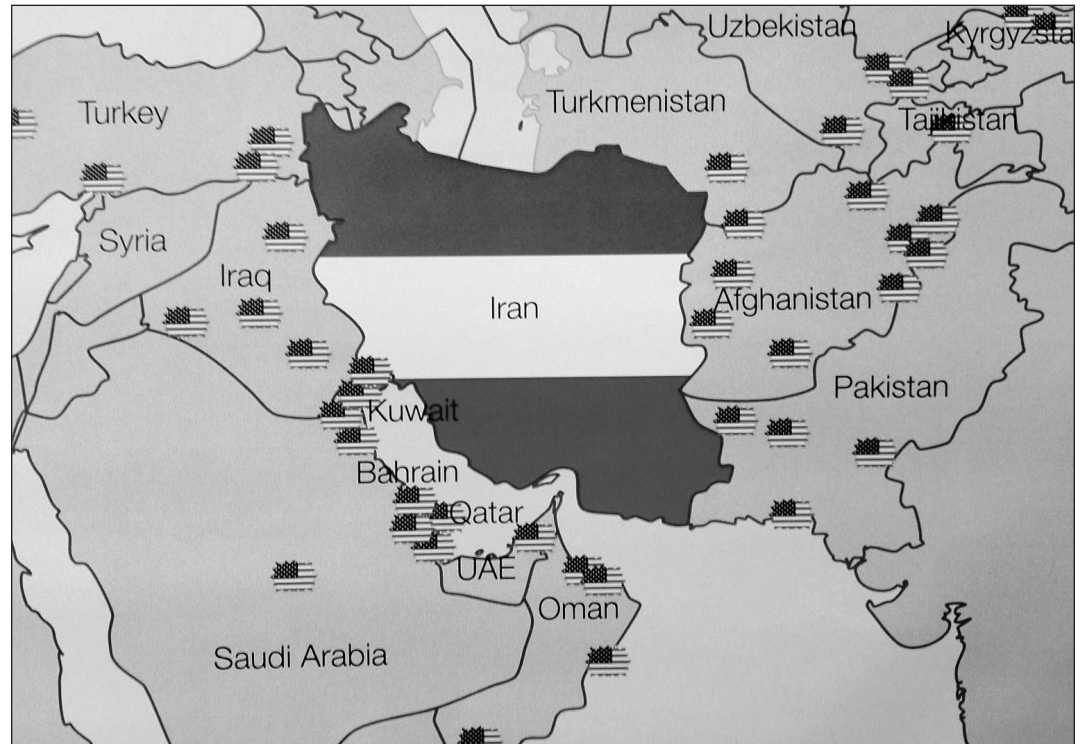 Uzbekistan
Kyrgyzsta
Turkmenistan
Turkey
Tajikistan
Syria
Iraq
Iran
Afghanistan
Pakistan
Kuwait
Bahrain
Qatar
UAE
Oman
Saudi Arabia